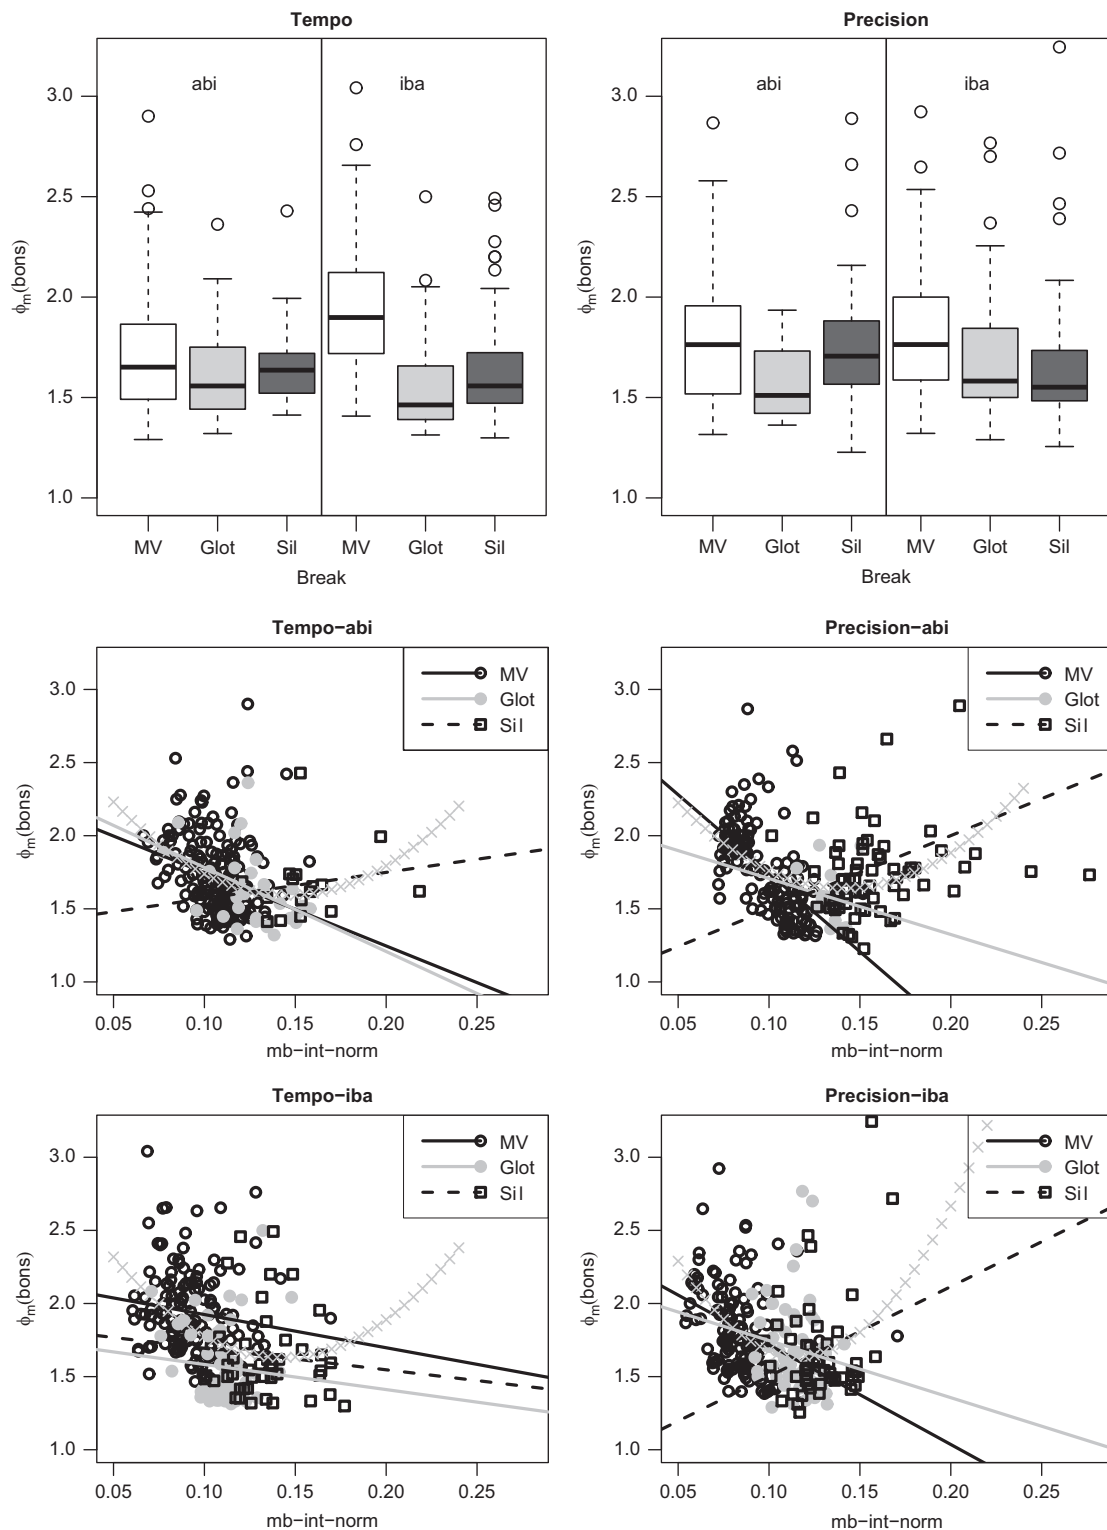 Tempo
abi
iba
3.0
2.5
2.0
1.5
1.0
ϕm(bons)
MV Glot Sil MV Glot Sil
Break
Precision
abi
iba
3.0
2.5
2.0
1.5
1.0
ϕm(bons)
MV Glot Sil MV Glot Sil
Break
Tempo−abi
MV
Glot
Sil
3.0
2.5
2.0
1.5
1.0
ϕm(bons)
0.05 0.10 0.15 0.20 0.25
mb−int−norm
Precision−abi
MV
Glot
Sil
3.0
2.5
2.0
1.5
1.0
ϕm(bons)
0.05 0.10 0.15 0.20 0.25
mb−int−norm
Tempo−iba
MV
Glot
Sil
3.0
2.5
2.0
1.5
1.0
ϕm(bons)
0.05 0.10 0.15 0.20 0.25
mb−int−norm
Precision−iba
MV
Glot
Sil
3.0
2.5
2.0
1.5
1.0
ϕm(bons)
0.05 0.10 0.15 0.20 0.25
mb−int−norm